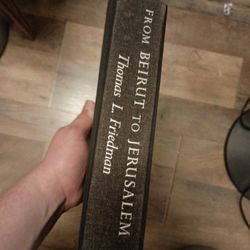 FROM BEIRUT TO JERUSALEM
Thomas L. Friedman